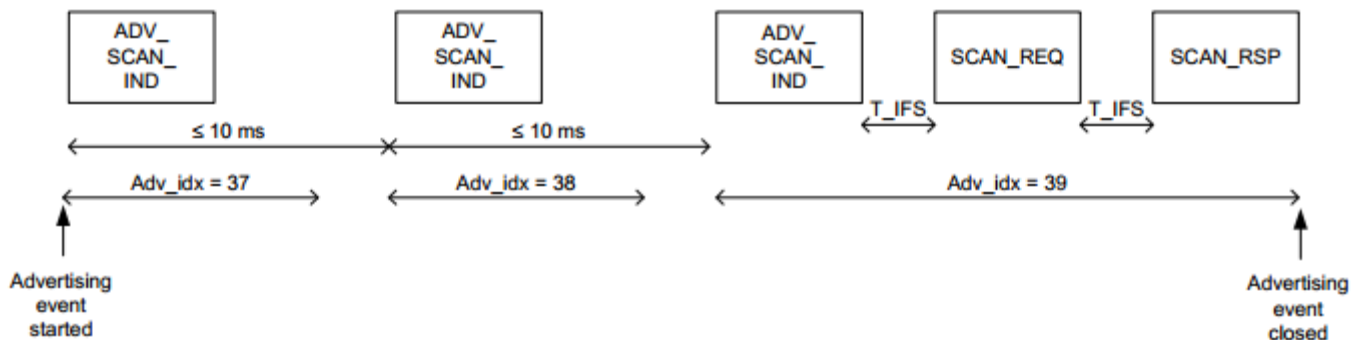 ADV_
SCAN_
IND
ADV_
SCAN_
IND
ADV_
SCAN_
IND
SCAN_REQ
SCAN_RSP
T_IFS
T_IFS
≤ 10 ms
≤ 10 ms
Adv_idx = 37
Adv_idx = 38
Adv_idx = 39
Advertising
event
started
Advertising
event
closed